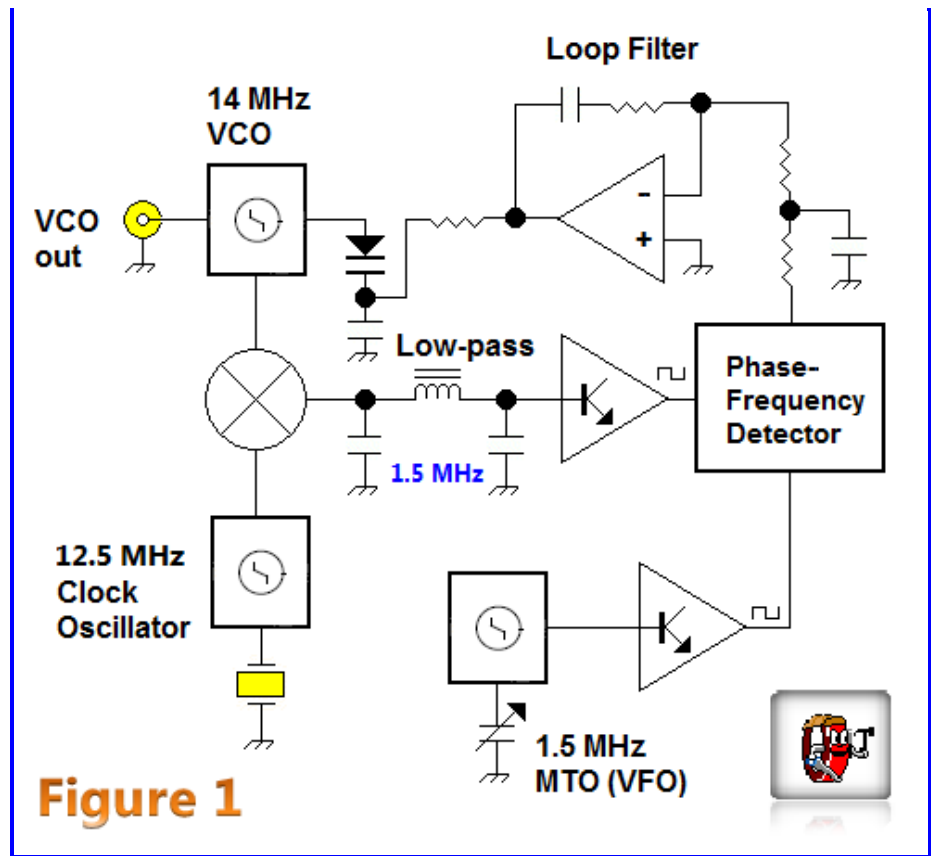 Loop Filter
14 MHz
VCO
VCO
out
-
+
Low-pass
1.5 MHz
Phase-
Frequency
Detector
12.5 MHz
Clock
Oscillator
1.5 MHz
MTO (VFO)
Figure 1